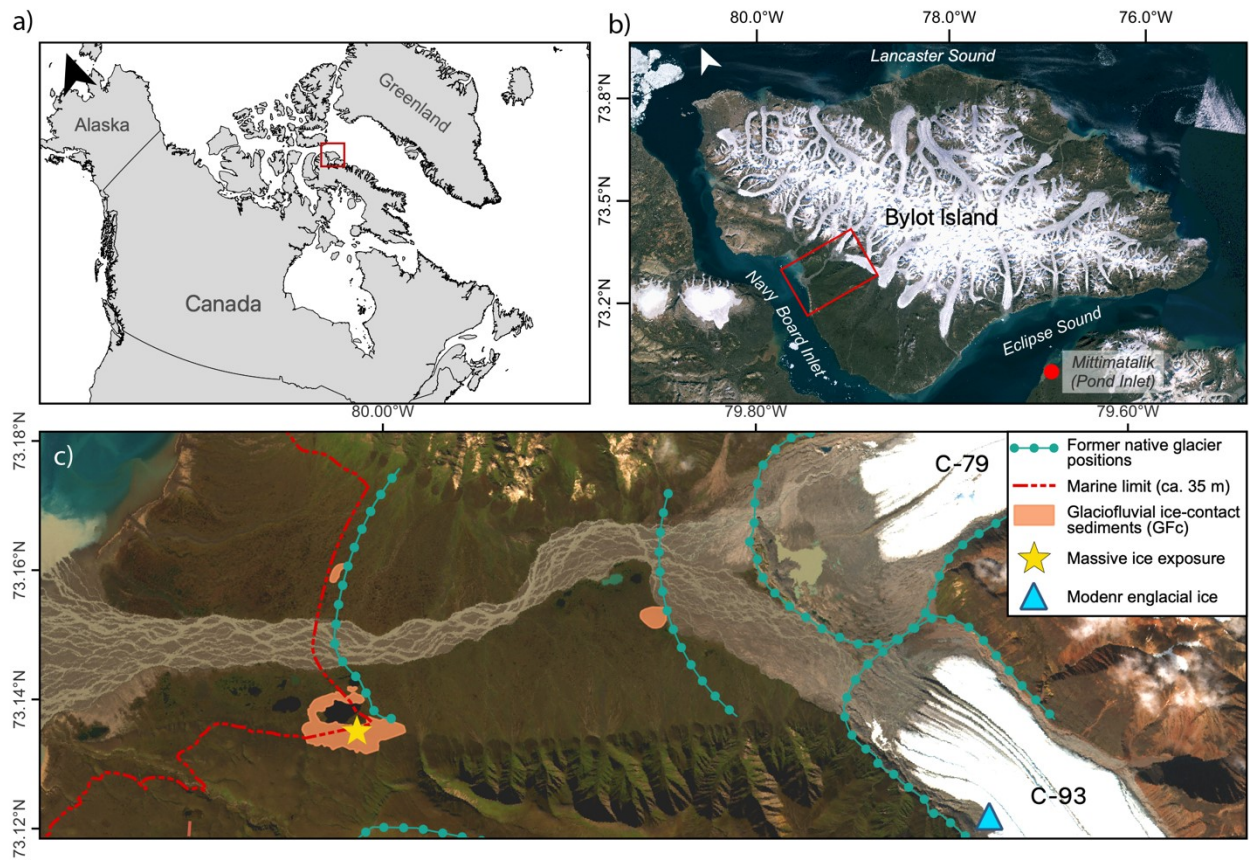 a)
Alaska
Greenland
Canada
80.00°W
b)
80.0°W
78.0°W
76.0°W
73.8°N
73.5°N
73.2°N
Lancaster Sound
Bylot Island
Navy Board Inlet
Eclipse Sound
Mittimatalik
(Pond Inlet)
79.80°W
79.60°W
c)
73.18°N
73.16°N
73.14°N
73.12°N
C-79
C-93
Former native glacier
positions
Marine limit (ca. 35 m)
Glaciofluvial ice-contact
sediments (GFc)
Massive ice exposure
Modenr englacial ice